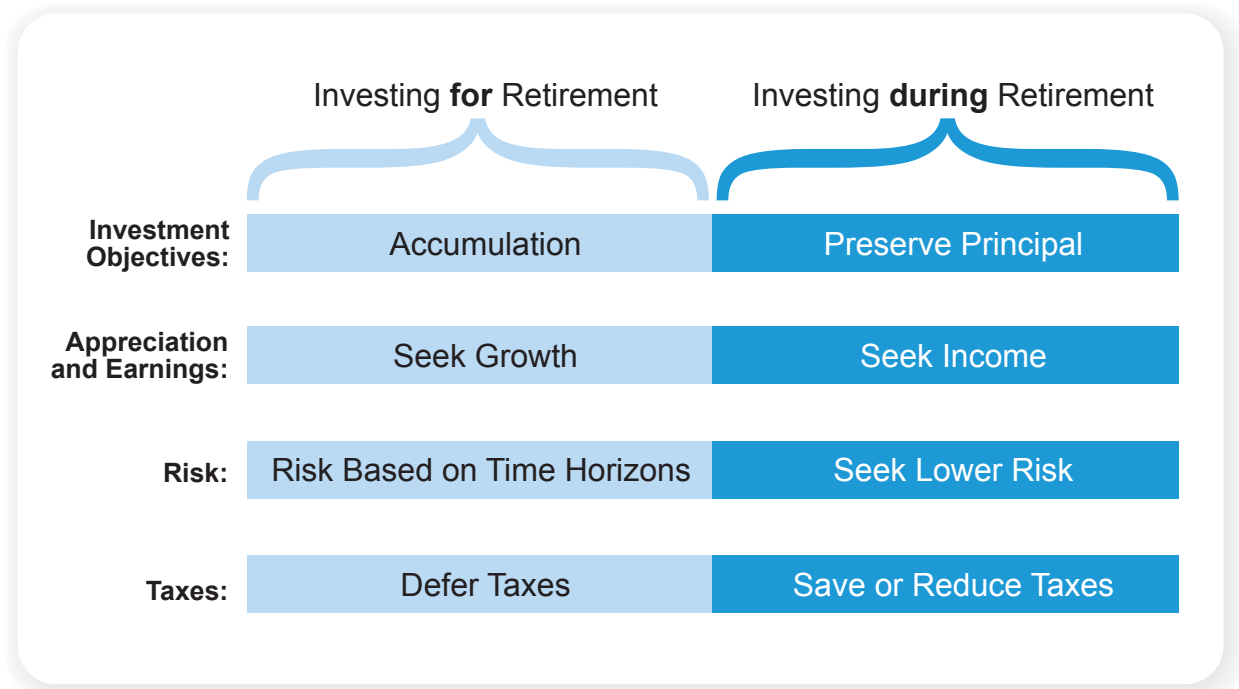 Investing for Retirement
Investing during Retirement
Investment
Objectives:
Accumulation
Preserve Principal
Appreciation
and Earnings:
Seek Growth
Seek Income
Risk:
Risk Based on Time Horizons
Seek Lower Risk
Taxes:
Defer Taxes
Save or Reduce Taxes